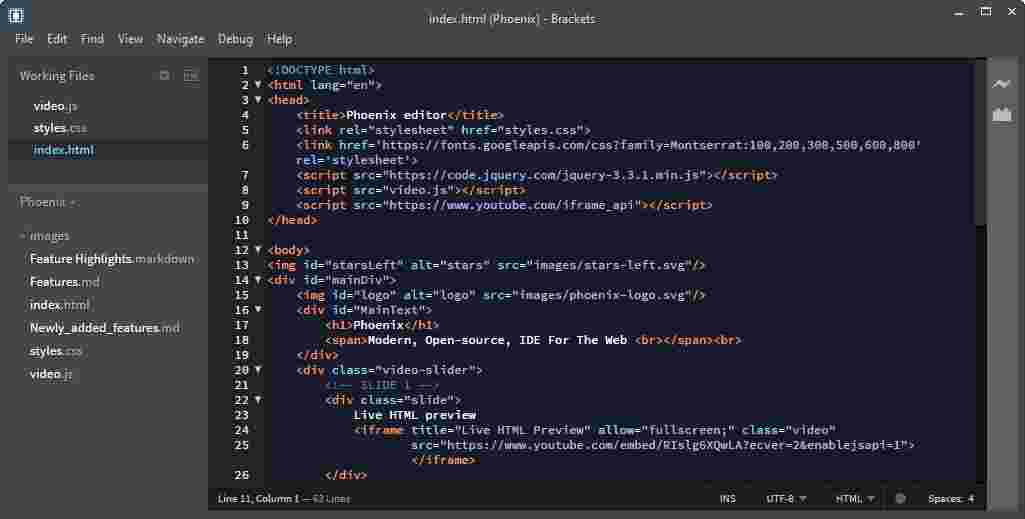 index.html (Phoenix) - Brackets
File Edit Find View Navigate Debug Help
Working Files
video.js
styles.css
index.html
Phoenix
images
Feature Highlights.markdown
Features.md
index.html
Newly_added_features.md
styles.css
video.js
1 <!DOCTYPE html>
2 <html lang="en">
3 <head>
4 <title>Phoenix editor</title>
5 <link rel="stylesheet" href="styles.css">
6 <link href='https://fonts.googleapis.com/css?family=Montserrat:100,200,300,500,600,800'
rel='stylesheet'>
7 <script src="https://code.jquery.com/jquery-3.3.1.min.js"></script>
8 <script src="video.js"></script>
9 <script src="https://www.youtube.com/iframe_api"></script>
10 </head>
11
12 <body>
13 <img id="starsLeft" alt="stars" src="images/stars-left.svg"/>
14 <div id="mainDiv">
15 <img id="logo" alt="logo" src="images/phoenix-logo.svg"/>
16 <div id="MainText">
17 <h1>Phoenix</h1>
18 <span>Modern, Open-source, IDE For The Web <br></span><br>
19 </div>
20 <div class="video-slider">
21 <!-- SLIDE 1 -->
22 <div class="slide">
23 Live HTML preview
24 <iframe title="Live HTML Preview" allow="fullscreen;" class="video"
25 src="https://www.youtube.com/embed/RIslg6XQwLA?ecver=2&enablejsapi=1">
</iframe>
26 </div>
Line 11, Column 1 — 63 Lines INS UTF-8 HTML Spaces: 4